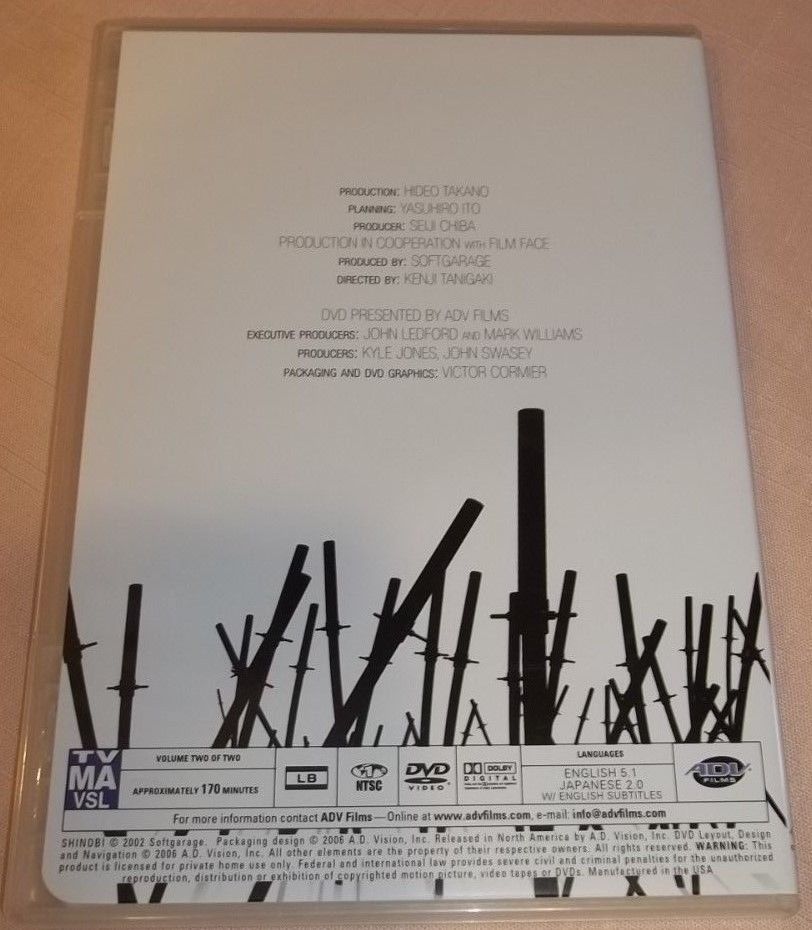 PRODUCTION: HIDEO TAKANO
PLANNING: YASUHIRO ITO
PRODUCER: SEIJI CHIBA
PRODUCTION IN COOPERATION WITH FILM FACE
PRODUCED BY: SOFTGARAGE
DIRECTED BY: KENJI TANIGAKI
DVD PRESENTED BY ADV FILMS
EXECUTIVE PRODUCERS: JOHN LEDFORD AND MARK WILLIAMS
PRODUCERS: KYLE JONES, JOHN SWASEY
PACKAGING AND DVD GRAPHICS: VICTOR CORMIER
TV
MA
VSL
VOLUME TWO OF TWO
APPROXIMATELY 170 MINUTES
LB
NTSC
DVD
VIDEO
DOLBY
DIGITAL
LANGUAGES
ENGLISH 5.1
JAPANESE 2.0
W/ ENGLISH SUBTITLES
ADV
FILMS
For more information contact ADV Films—Online at www.advfilms.com, e-mail: info@advfilms.com
SHINOBI © 2002 Softgarage. Packaging design © 2006 A.D. Vision, Inc. Released in North America by A.D. Vision, Inc. DVD Layout, Design
and Navigation © 2006 A.D. Vision, Inc. All other elements are the property of their respective owners. All rights reserved. WARNING: This
product is licensed for private home use only. Federal and international law provides severe civil and criminal penalties for the unauthorized
reproduction, distribution or exhibition of copyrighted motion picture, video tapes or DVDs. Manufactured in the USA